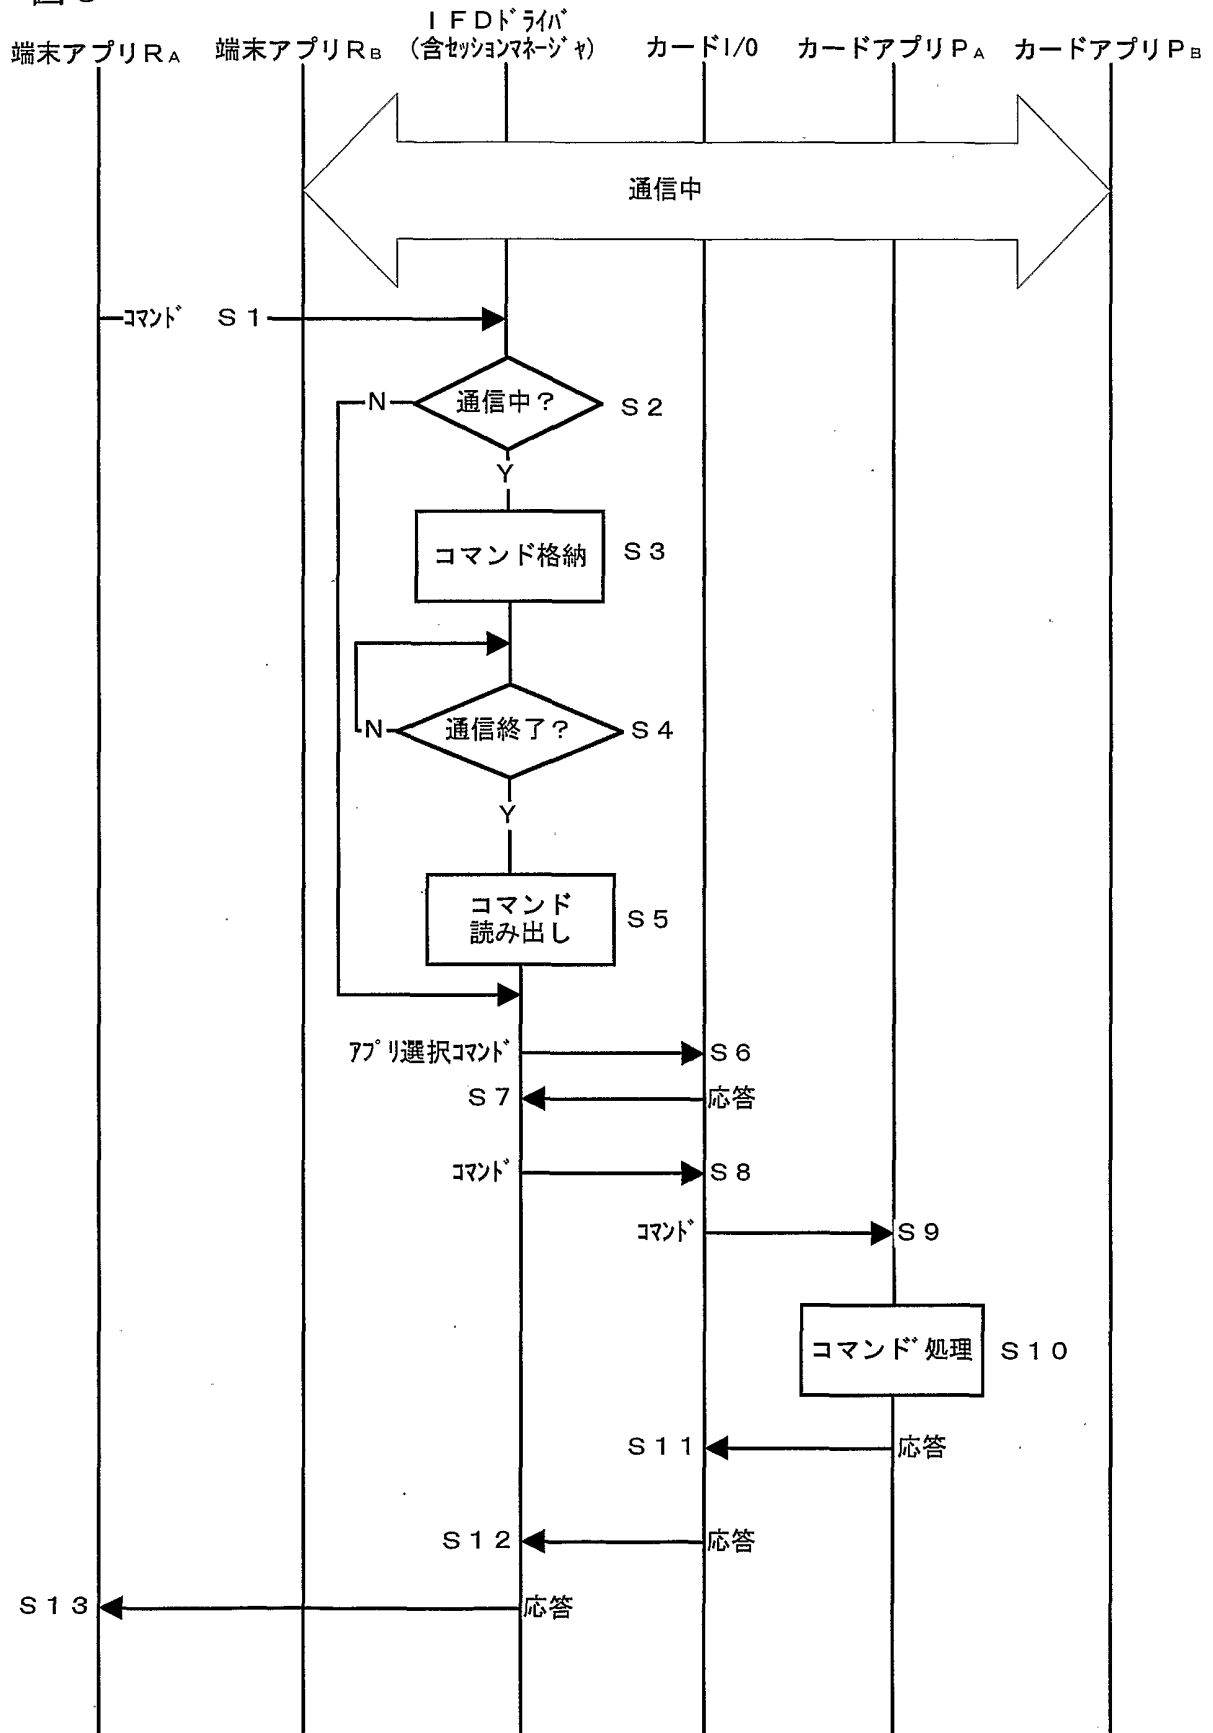 端末アプリRA
端末アプリRB
IFDドライバ
(含セッションマネージャ)
カードI/O
カードアプリPA
カードアプリPB
通信中
コマンド S1
通信中?
S2
N
Y
コマンド格納
S3
通信終了?
S4
N
Y
コマンド
読み出し
S5
アプリ選択コマンド
S6
S7
応答
コマンド
S8
コマンド
S9
コマンド処理
S10
S11
応答
S12
応答
S13
応答